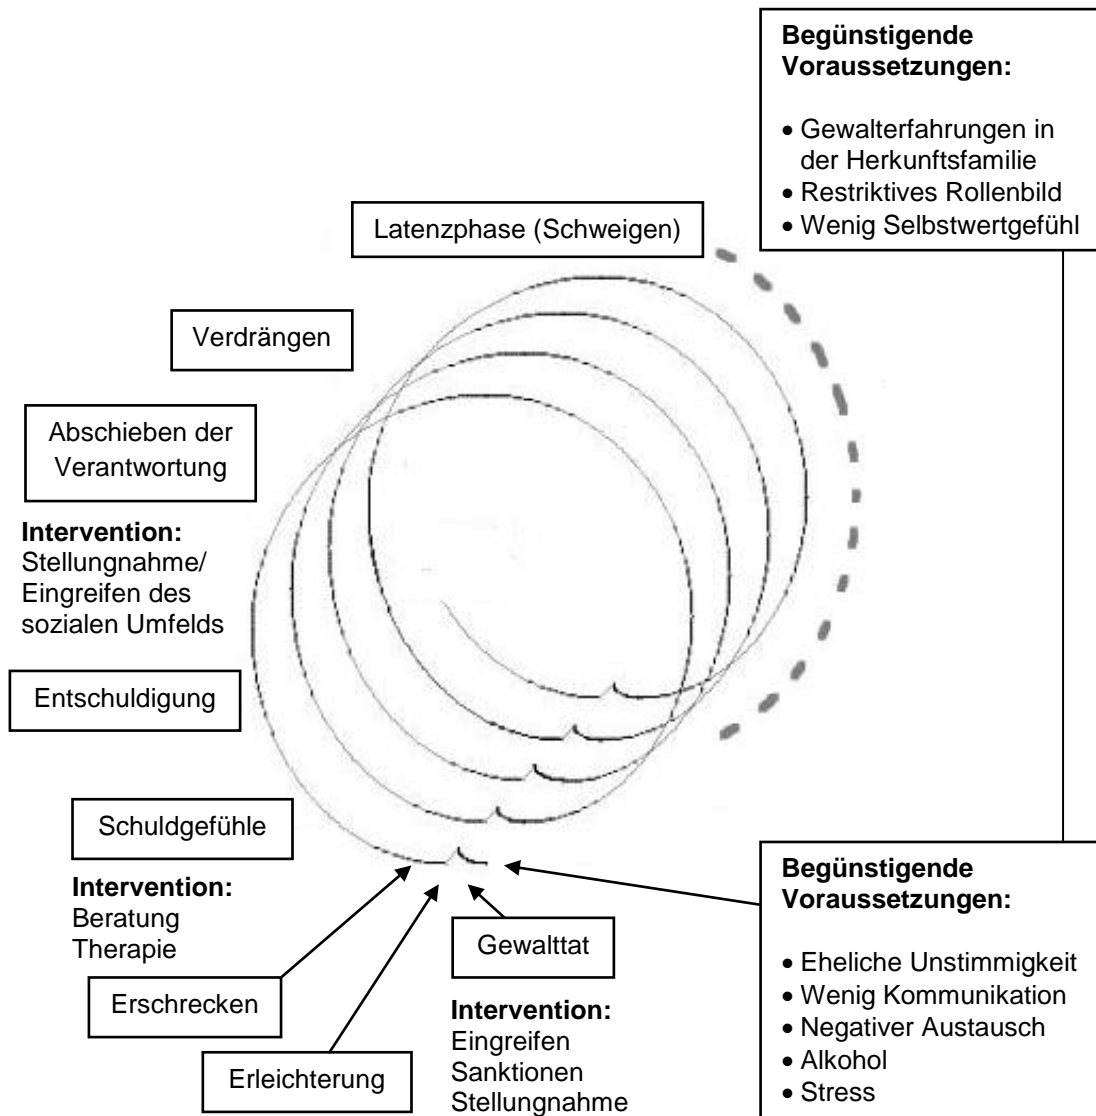 Begünstigende
Voraussetzungen:
• Gewalterfahrungen in
der Herkunftsfamilie
• Restriktives Rollenbild
• Wenig Selbstwertgefühl
Latenzphase (Schweigen)
Verdrängen
Abschieben der
Verantwortung
Intervention:
Stellungnahme/
Eingreifen des
sozialen Umfelds
Entschuldigung
Schuldgefühle
Intervention:
Beratung
Therapie
Erschrecken
Erleichterung
Gewalttat
Intervention:
Eingreifen
Sanktionen
Stellungnahme
Begünstigende
Voraussetzungen:
• Eheliche Unstimmigkeit
• Wenig Kommunikation
• Negativer Austausch
• Alkohol
• Stress